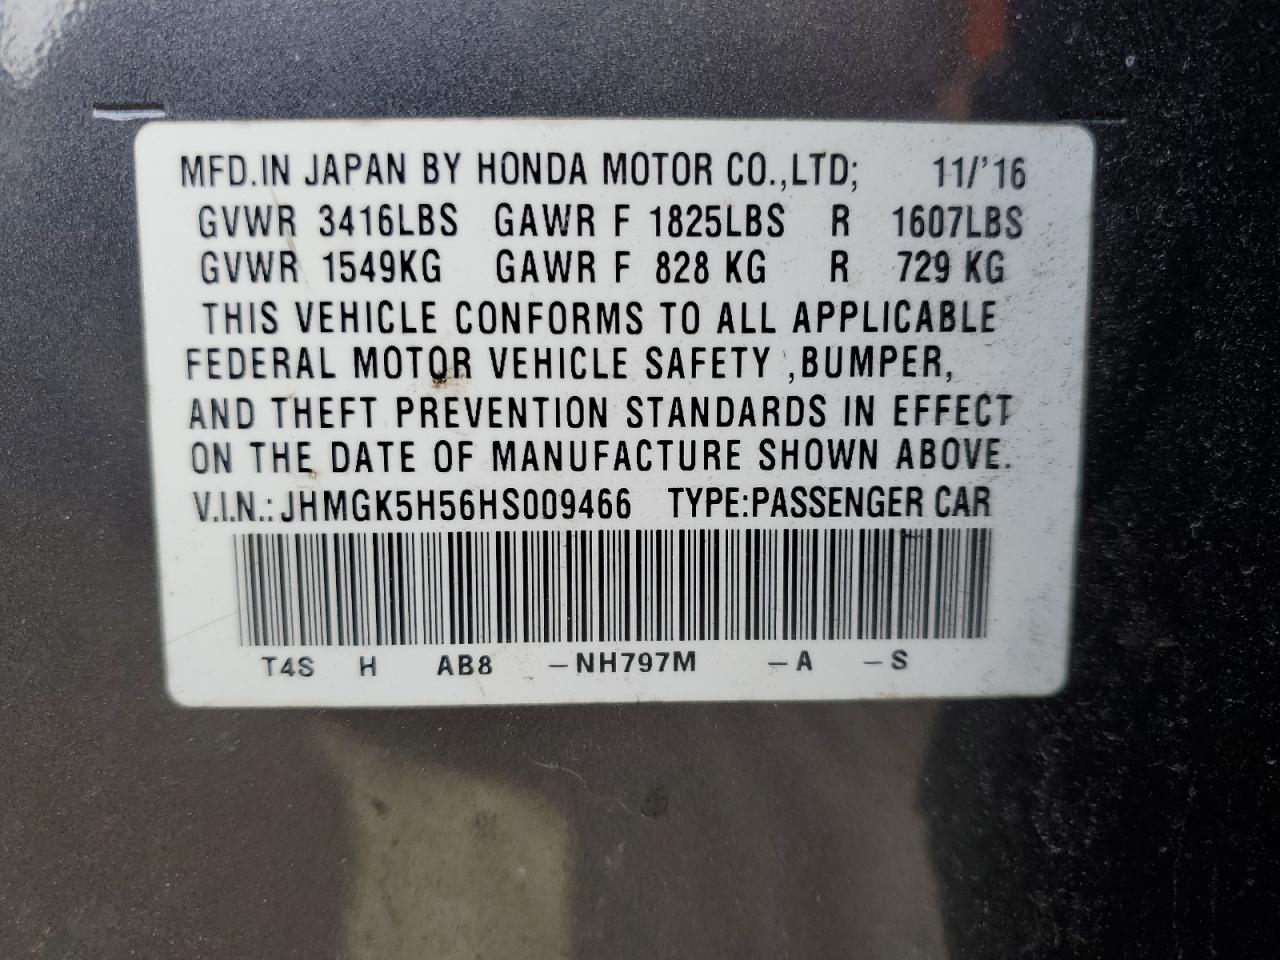 MFD.IN JAPAN BY HONDA MOTOR CO.,LTD; 11/'16
GVWR 3416LBS GAWR F 1825LBS R 1607LBS
GVWR 1549KG GAWR F 828 KG R 729 KG
THIS VEHICLE CONFORMS TO ALL APPLICABLE
FEDERAL MOTOR VEHICLE SAFETY ,BUMPER,
AND THEFT PREVENTION STANDARDS IN EFFECT
ON THE DATE OF MANUFACTURE SHOWN ABOVE.
V.I.N.: JHMGK5H56HS009466 TYPE:PASSENGER CAR
T4S H AB8 -NH797M -A -S